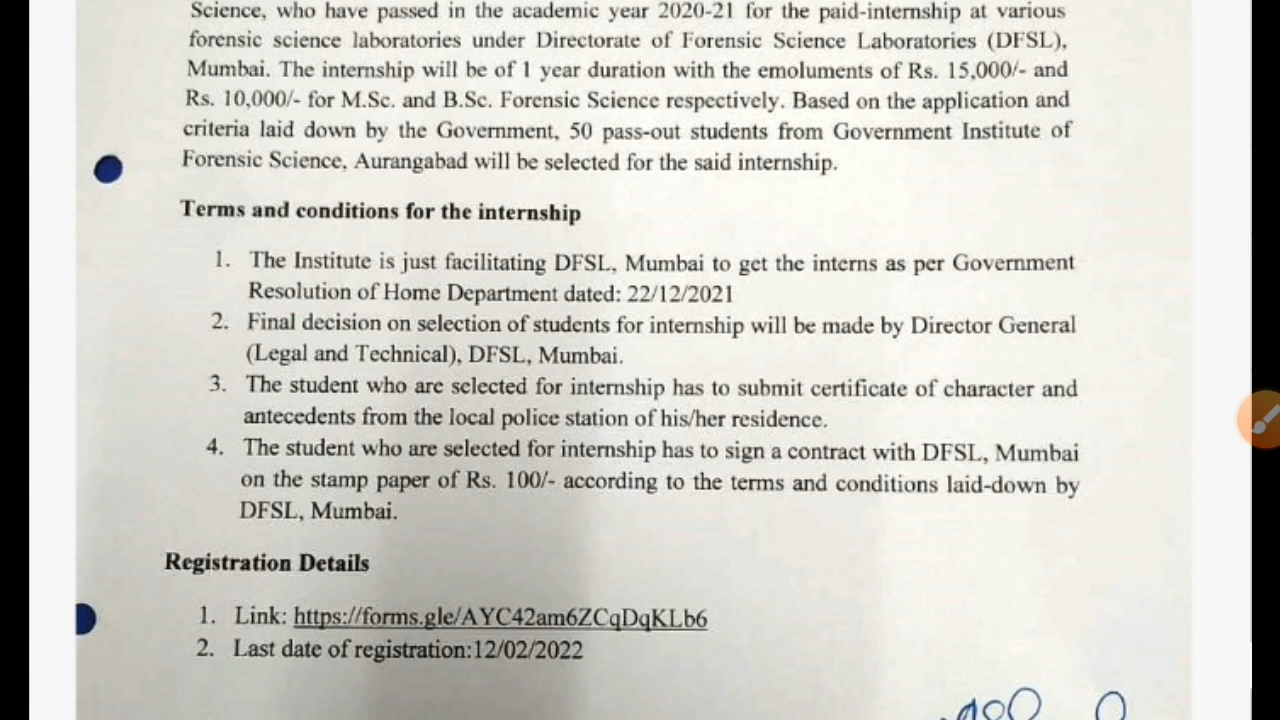 Science, who have passed in the academic year 2020-21 for the paid-internship at various
forensic science laboratories under Directorate of Forensic Science Laboratories (DFSL),
Mumbai. The internship will be of 1 year duration with the emoluments of Rs. 15,000/- and
Rs. 10,000/- for M.Sc. and B.Sc. Forensic Science respectively. Based on the application and
criteria laid down by the Government, 50 pass-out students from Government Institute of
Forensic Science, Aurangabad will be selected for the said internship.
Terms and conditions for the internship
1. The Institute is just facilitating DFSL, Mumbai to get the interns as per Government
Resolution of Home Department dated: 22/12/2021
2. Final decision on selection of students for internship will be made by Director General
(Legal and Technical), DFSL, Mumbai.
3. The student who are selected for internship has to submit certificate of character and
antecedents from the local police station of his/her residence.
4. The student who are selected for internship has to sign a contract with DFSL, Mumbai
on the stamp paper of Rs. 100/- according to the terms and conditions laid-down by
DFSL, Mumbai.
Registration Details
1. Link: https://forms.gle/AYC42am6ZCqDqKLb6
2. Last date of registration:12/02/2022